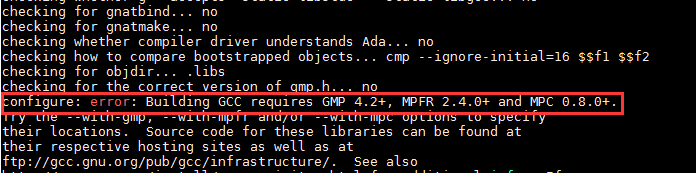 checking for gnatbind... no
checking for gnatmake... no
checking whether compiler driver understands Ada... no
checking how to compare bootstrapped objects... cmp --ignore-initial=16 $$f1 $$f2
checking for objdir... .libs
checking for the correct version of gmp.h... no
configure: error: Building GCC requires GMP 4.2+, MPFR 2.4.0+ and MPC 0.8.0+.
Try the --with-gmp, --with-mpfr and/or --with-mpc options to specify
their locations.  Source code for these libraries can be found at
their respective hosting sites as well as at
ftp://gcc.gnu.org/pub/gcc/infrastructure/.  See also